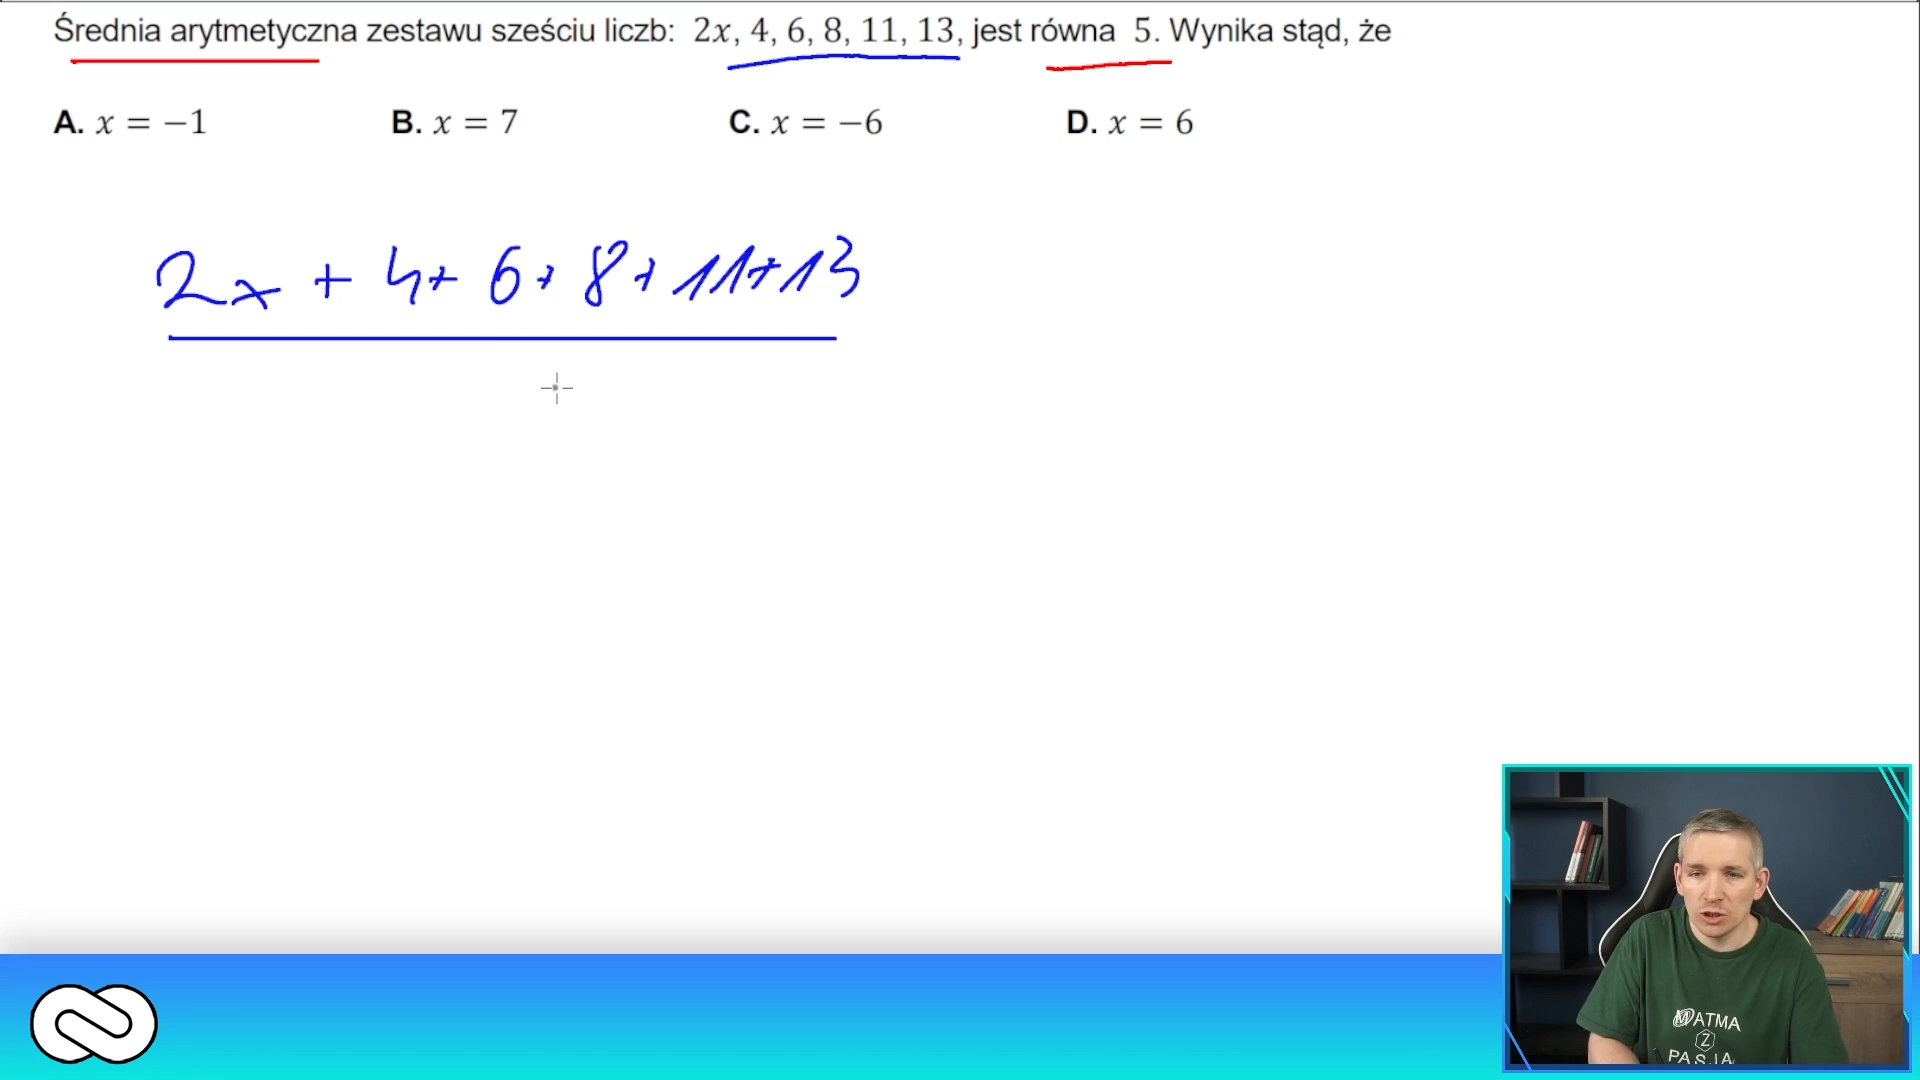 Średnia arytmetyczna zestawu sześciu liczb: 2x, 4, 6, 8, 11, 13, jest równa 5. Wynika stąd, że
A. x = −1 B. x = 7 C. x = −6 D. x = 6
2x + 4 + 6 + 8 + 11 + 13
MATMA
Z
PASJA